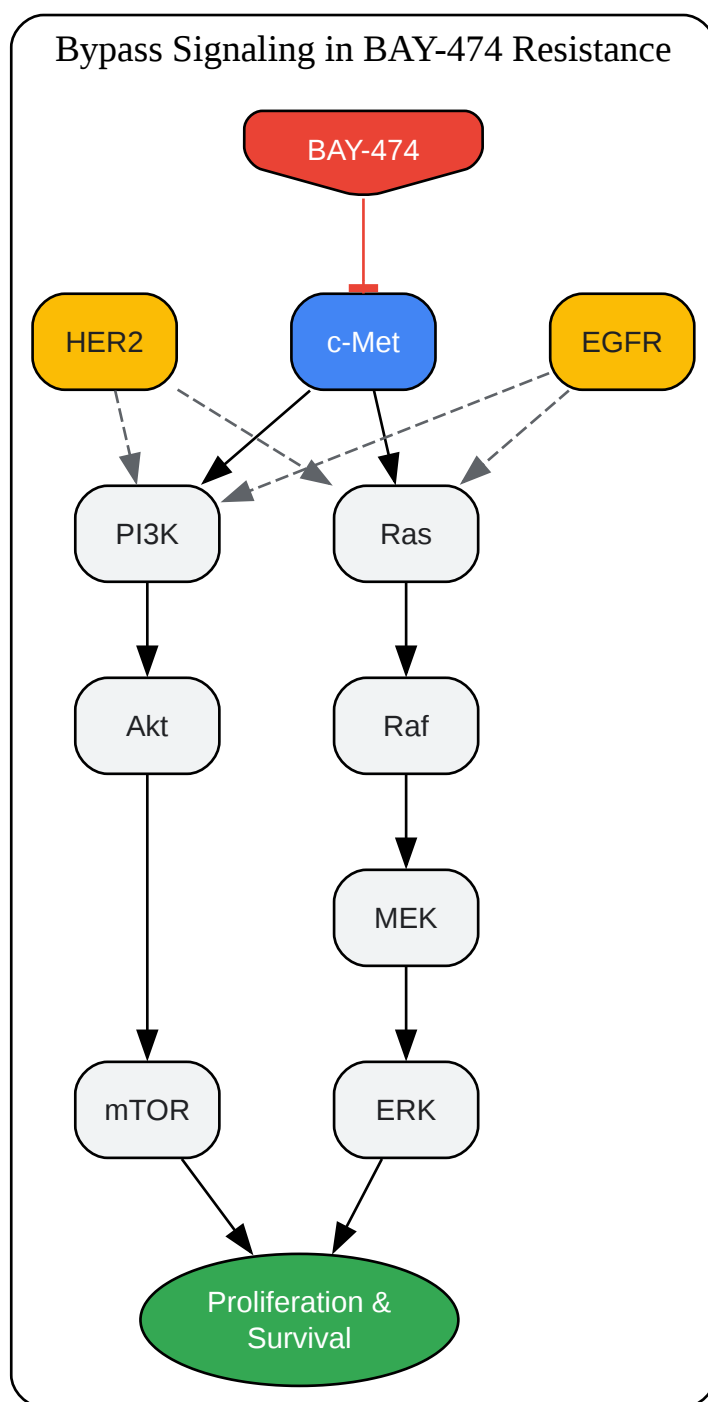 Bypass Signaling in BAY-474 Resistance
BAY-474
HER2
c-Met
EGFR
PI3K
Ras
Akt
Raf
MEK
mTOR
ERK
Proliferation &
Survival